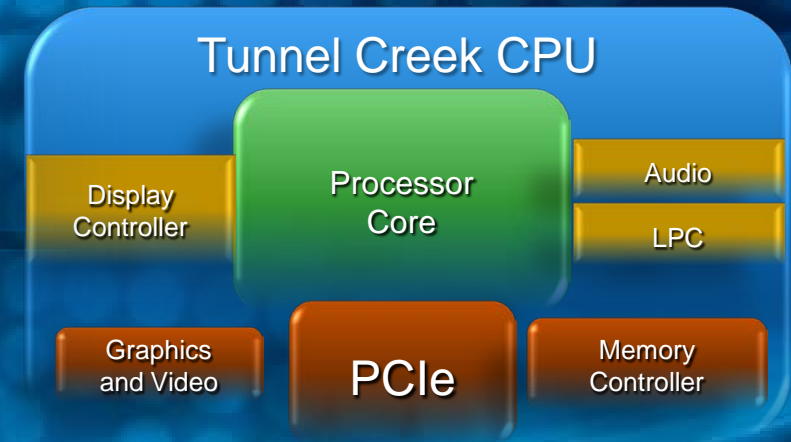 Tunnel Creek CPU
Display
Controller
Processor
Core
Audio
LPC
Graphics
and Video
PCIe
Memory
Controller